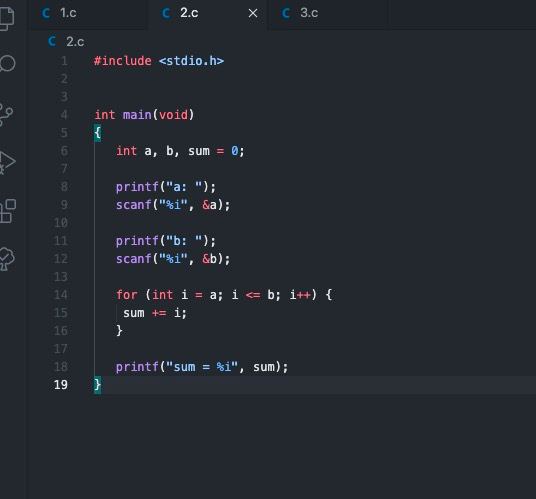 C 1.c
C 2.c ×
C 3.c
C 2.c
1 #include <stdio.h>
2
3
4 int main(void)
5 {
6 int a, b, sum = 0;
7
8 printf("a: ");
9 scanf("%i", &a);
10
11 printf("b: ");
12 scanf("%i", &b);
13
14 for (int i = a; i <= b; i++) {
15 sum += i;
16 }
17
18 printf("sum = %i", sum);
19 }